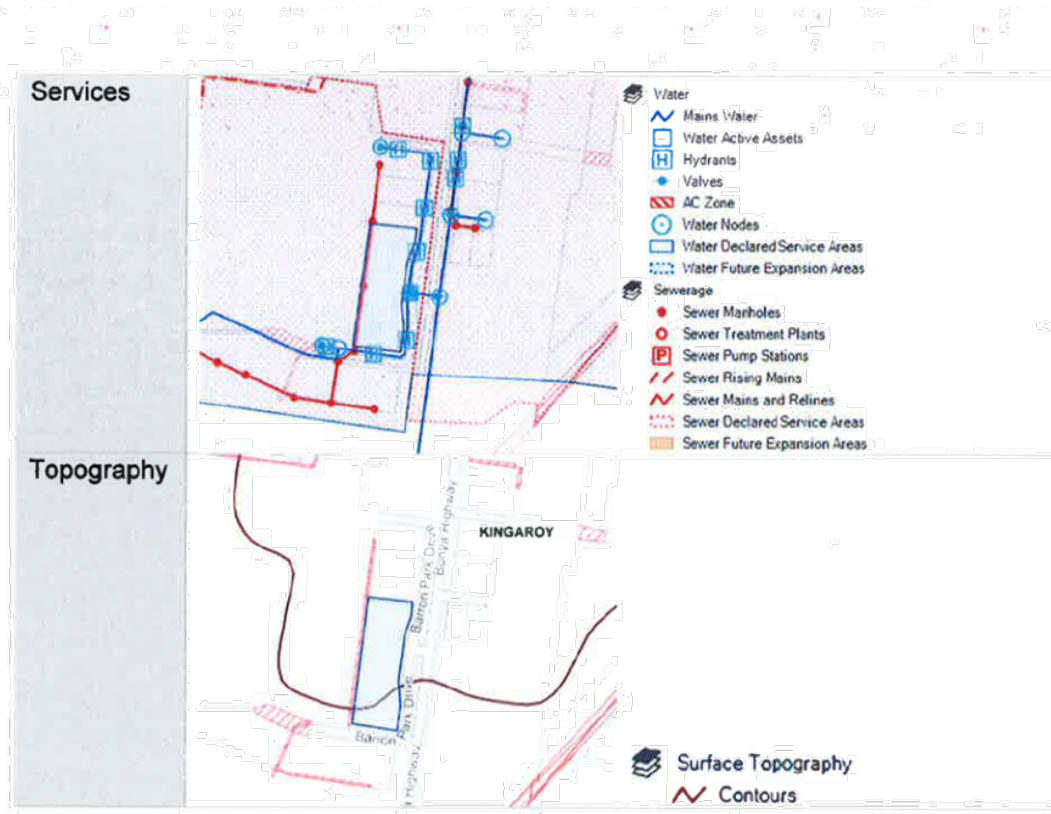 Services
Water
Mains Water
Water Active Assets
H
Hydrants
Valves
AC Zone
Water Nodes
Water Declared Service Areas
Water Future Expansion Areas
Sewerage
Sewer Manholes
Sewer Treatment Plants
P
Sewer Pump Stations
Sewer Rising Mains
Sewer Mains and Relines
Sewer Declared Service Areas
Sewer Future Expansion Areas
Topography
KINGAROY
Bunya Highway
Barron Park Drive
Park Drive
Barron
Highway
Surface Topography
Contours